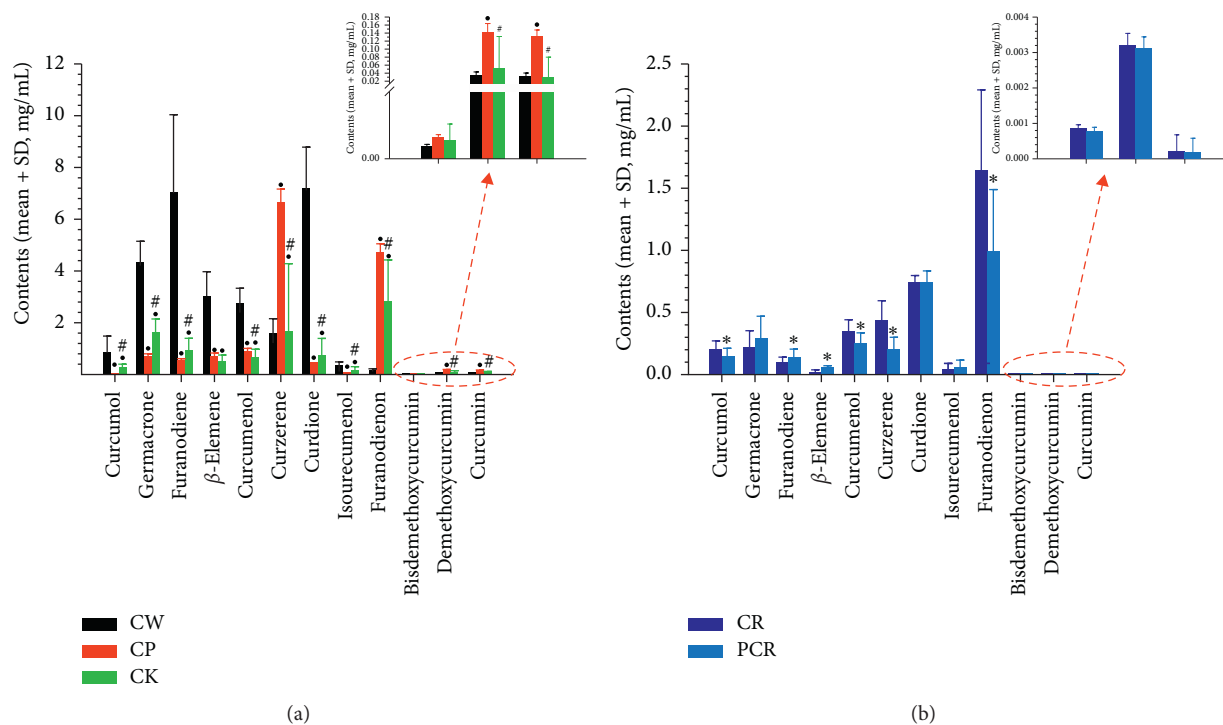 Contents (mean + SD, mg/mL)
12
10
8
6
4
2
Contents (mean + SD, mg/mL)
0.18
0.16
0.14
0.12
0.10
0.08
0.06
0.04
0.02
0.00
•
#
•
#
• • #
• • #
• • #
• •
• • #
• • #
• • #
• • #
• • #
• #
• #
Curcumol
Germacrone
Furanodiene
β-Elemene
Curcumenol
Curzerene
Curdione
Isourecumenol
Furanodienon
Bisdemethoxycurcumin
Demethoxycurcumin
Curcumin
CW
CP
CK
(a)
Contents (mean + SD, mg/mL)
2.5
2.0
1.5
1.0
0.5
0.0
Contents (mean + SD, mg/mL)
0.004
0.003
0.002
0.001
0.000
*
*
*
*
*
*
Curcumol
Germacrone
Furanodiene
β-Elemene
Curcumenol
Curzerene
Curdione
Isourecumenol
Furanodienon
Bisdemethoxycurcumin
Demethoxycurcumin
Curcumin
CR
PCR
(b)